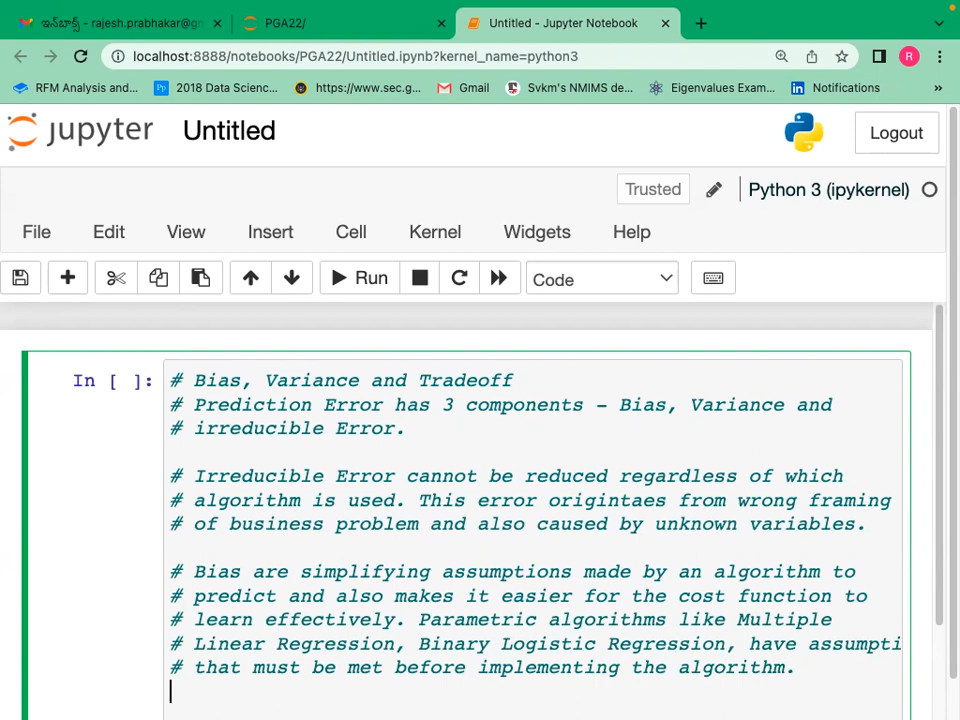 ఇన్‌బాక్స్ - rajesh.prabhakar@gm
PGA22/
Untitled - Jupyter Notebook
localhost:8888/notebooks/PGA22/Untitled.ipynb?kernel_name=python3
R
RFM Analysis and... 2018 Data Scienc... https://www.sec.g... Gmail Svkm's NMIMS de... Eigenvalues Exam... Notifications »
jupyter Untitled Logout
Trusted Python 3 (ipykernel)
File Edit View Insert Cell Kernel Widgets Help
Run Code
In [ ]: # Bias, Variance and Tradeoff
# Prediction Error has 3 components - Bias, Variance and
# irreducible Error.
# Irreducible Error cannot be reduced regardless of which
# algorithm is used. This error origintaes from wrong framing
# of business problem and also caused by unknown variables.
# Bias are simplifying assumptions made by an algorithm to
# predict and also makes it easier for the cost function to
# learn effectively. Parametric algorithms like Multiple
# Linear Regression, Binary Logistic Regression, have assumpti
# that must be met before implementing the algorithm.